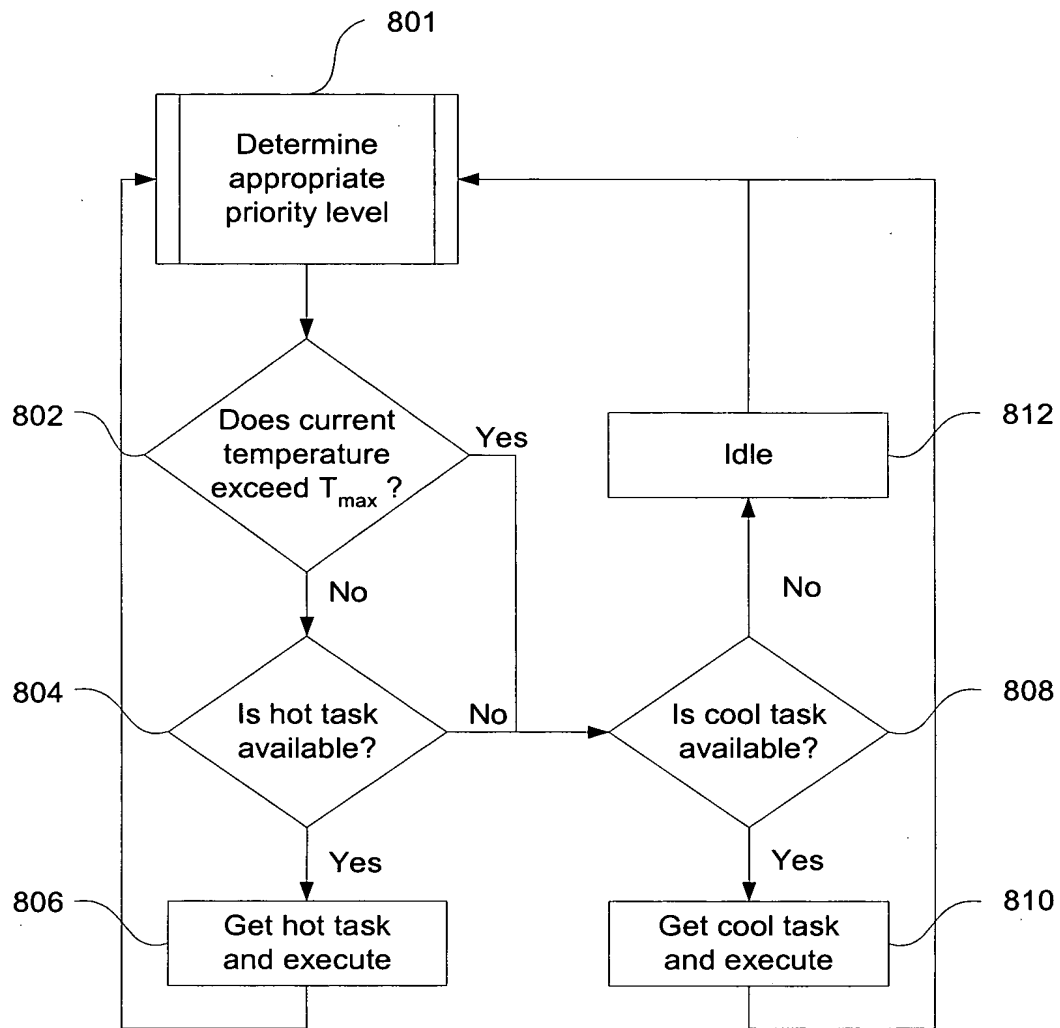 801
Determine
appropriate
priority level
802
Does current
temperature
exceed Tmax ?
Yes
No
812
Idle
No
804
Is hot task
available?
No
808
Is cool task
available?
Yes
Yes
806
Get hot task
and execute
810
Get cool task
and execute